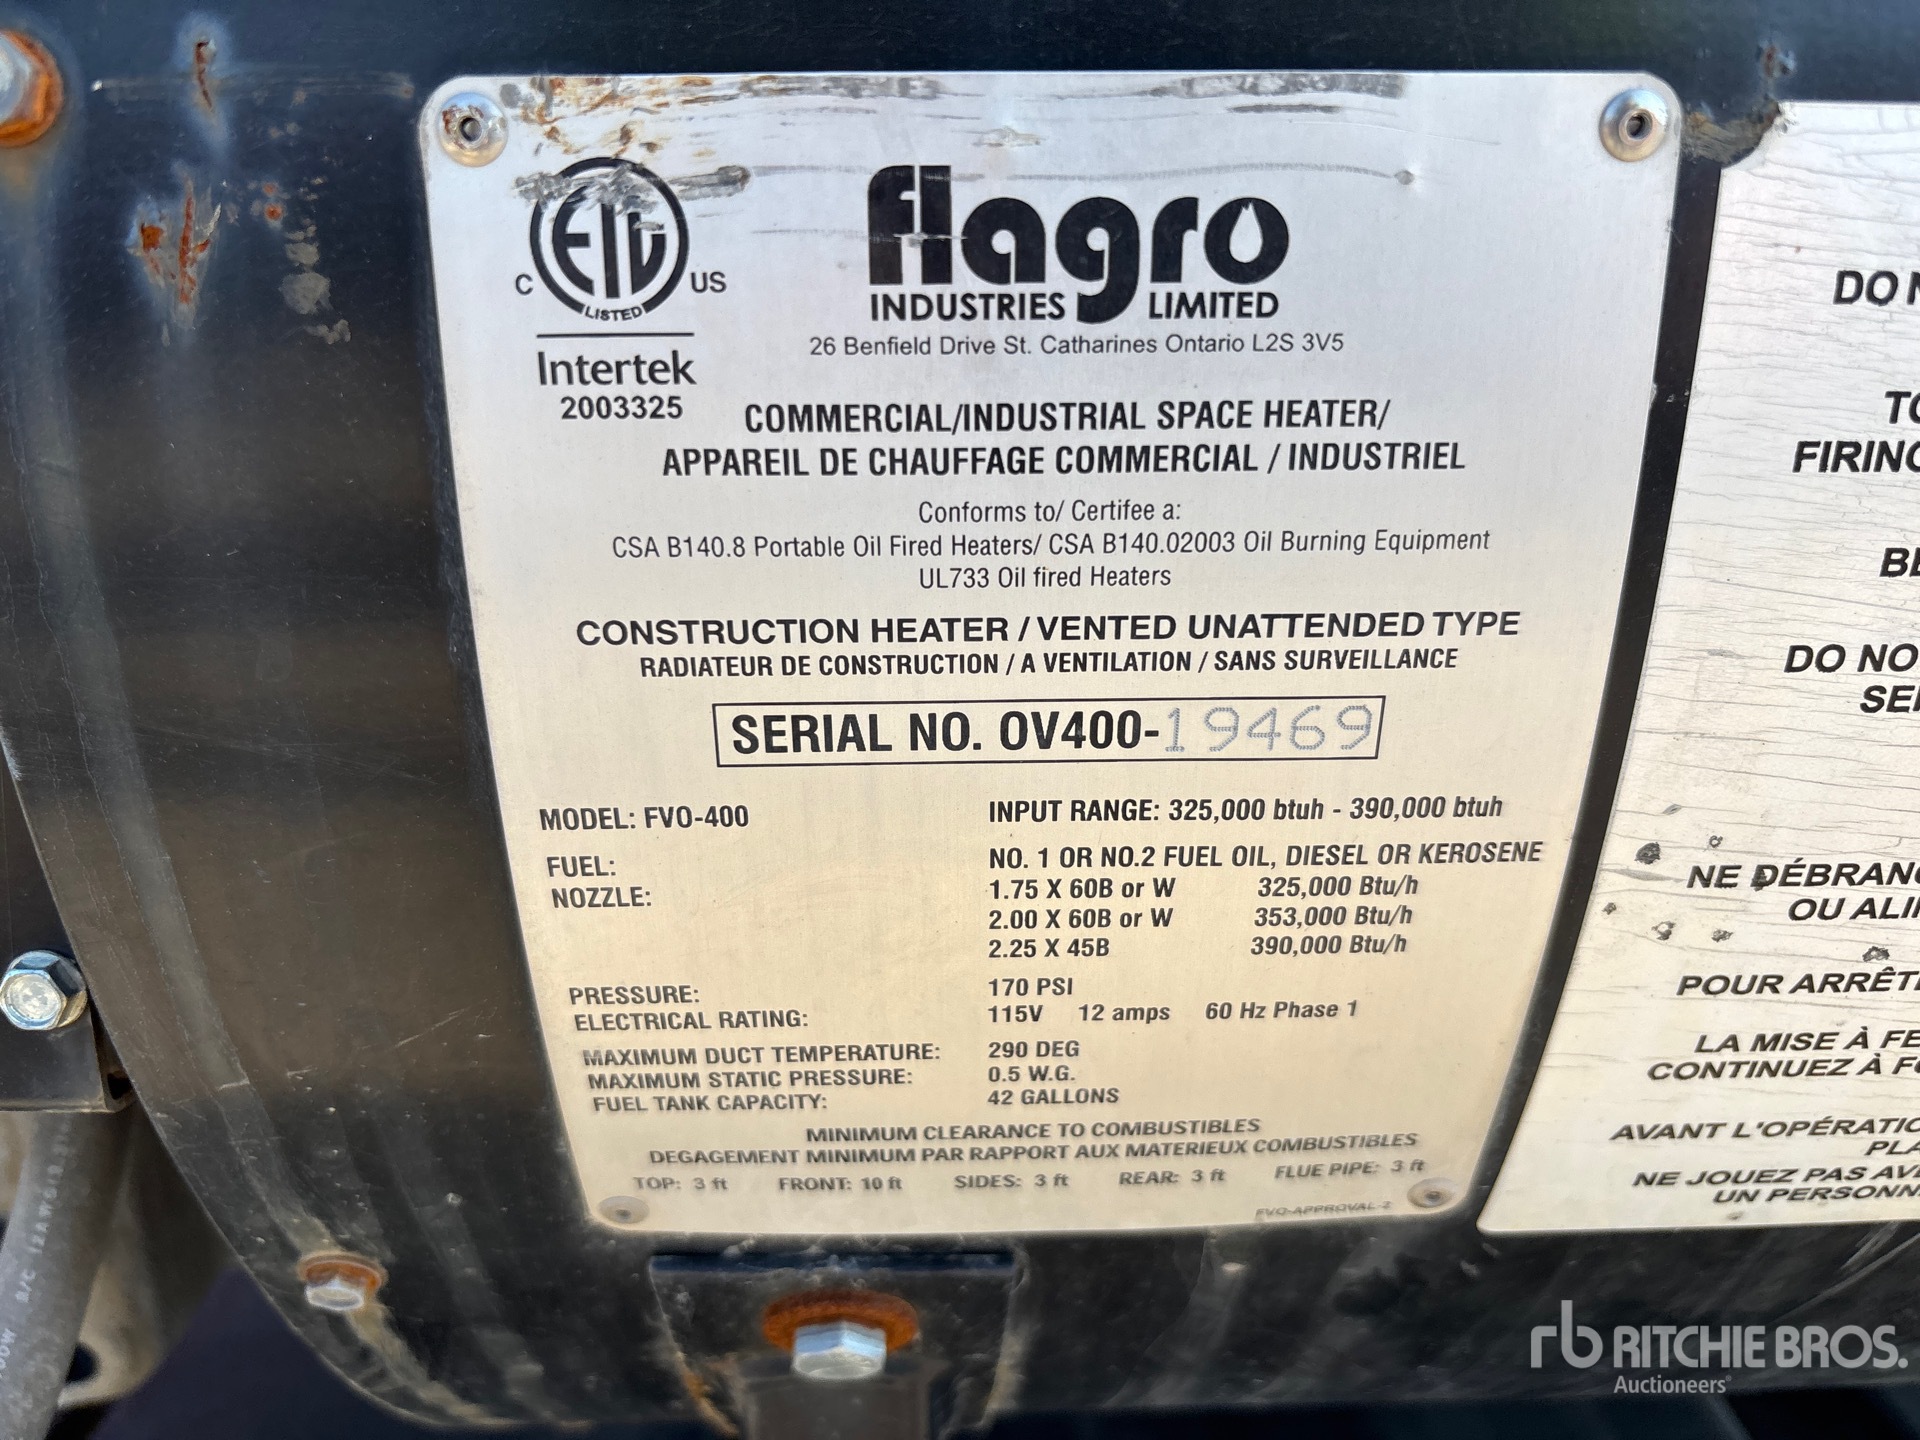 ETL
C US
LISTED
Intertek
2003325
flagro
INDUSTRIES LIMITED
26 Benfield Drive St. Catharines Ontario L2S 3V5
COMMERCIAL/INDUSTRIAL SPACE HEATER/
APPAREIL DE CHAUFFAGE COMMERCIAL / INDUSTRIEL
Conforms to/ Certifee a:
CSA B140.8 Portable Oil Fired Heaters/ CSA B140.02003 Oil Burning Equipment
UL733 Oil fired Heaters
CONSTRUCTION HEATER / VENTED UNATTENDED TYPE
RADIATEUR DE CONSTRUCTION / A VENTILATION / SANS SURVEILLANCE
SERIAL NO. OV400-19469
MODEL: FVO-400 INPUT RANGE: 325,000 btuh - 390,000 btuh
FUEL: NO. 1 OR NO.2 FUEL OIL, DIESEL OR KEROSENE
NOZZLE: 1.75 X 60B or W 325,000 Btu/h
2.00 X 60B or W 353,000 Btu/h
2.25 X 45B 390,000 Btu/h
PRESSURE: 170 PSI
ELECTRICAL RATING: 115V 12 amps 60 Hz Phase 1
MAXIMUM DUCT TEMPERATURE: 290 DEG
MAXIMUM STATIC PRESSURE: 0.5 W.G.
FUEL TANK CAPACITY: 42 GALLONS
MINIMUM CLEARANCE TO COMBUSTIBLES
DEGAGEMENT MINIMUM PAR RAPPORT AUX MATERIEUX COMBUSTIBLES
TOP: 3 ft FRONT: 10 ft SIDES: 3 ft REAR: 3 ft FLUE PIPE: 3 ft
FVO-APPROVAL-2
DO N
TO
FIRING
BE
DO NO
SER
NE DÉBRANC
OU ALI
POUR ARRÊTE
LA MISE À FE
CONTINUEZ À FO
AVANT L'OPÉRATIO
PLA
NE JOUEZ PAS AVE
UN PERSONN
rb RITCHIE BROS.
Auctioneers